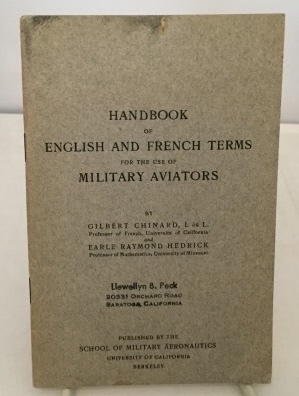 HANDBOOK
OF
ENGLISH AND FRENCH TERMS
FOR THE USE OF
MILITARY AVIATORS
BY
GILBERT CHINARD, L ès L.
Professor of French, University of California
and
EARLE RAYMOND HEDRICK
Professor of Mathematics, University of Missouri
Llewellyn B. Peck
20331 ORCHARD ROAD
SARATOGA, CALIFORNIA
PUBLISHED BY THE
SCHOOL OF MILITARY AERONAUTICS
UNIVERSITY OF CALIFORNIA
BERKELEY